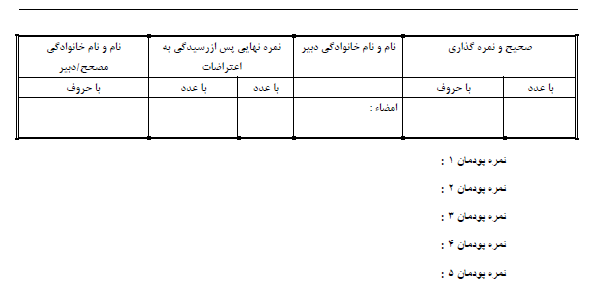 صحیح و نمره گذاری
نام و نام خانوادگی دبیر
نمره نهایی پس ازرسیدگی به اعتراضات
نام و نام خانوادگی مصحح/دبیر
با عدد
با حروف
با عدد
با عدد
با حروف
امضاء :
نمره پودمان ۱ :
نمره پودمان ۲ :
نمره پودمان ۳ :
نمره پودمان ۴ :
نمره پودمان ۵ :